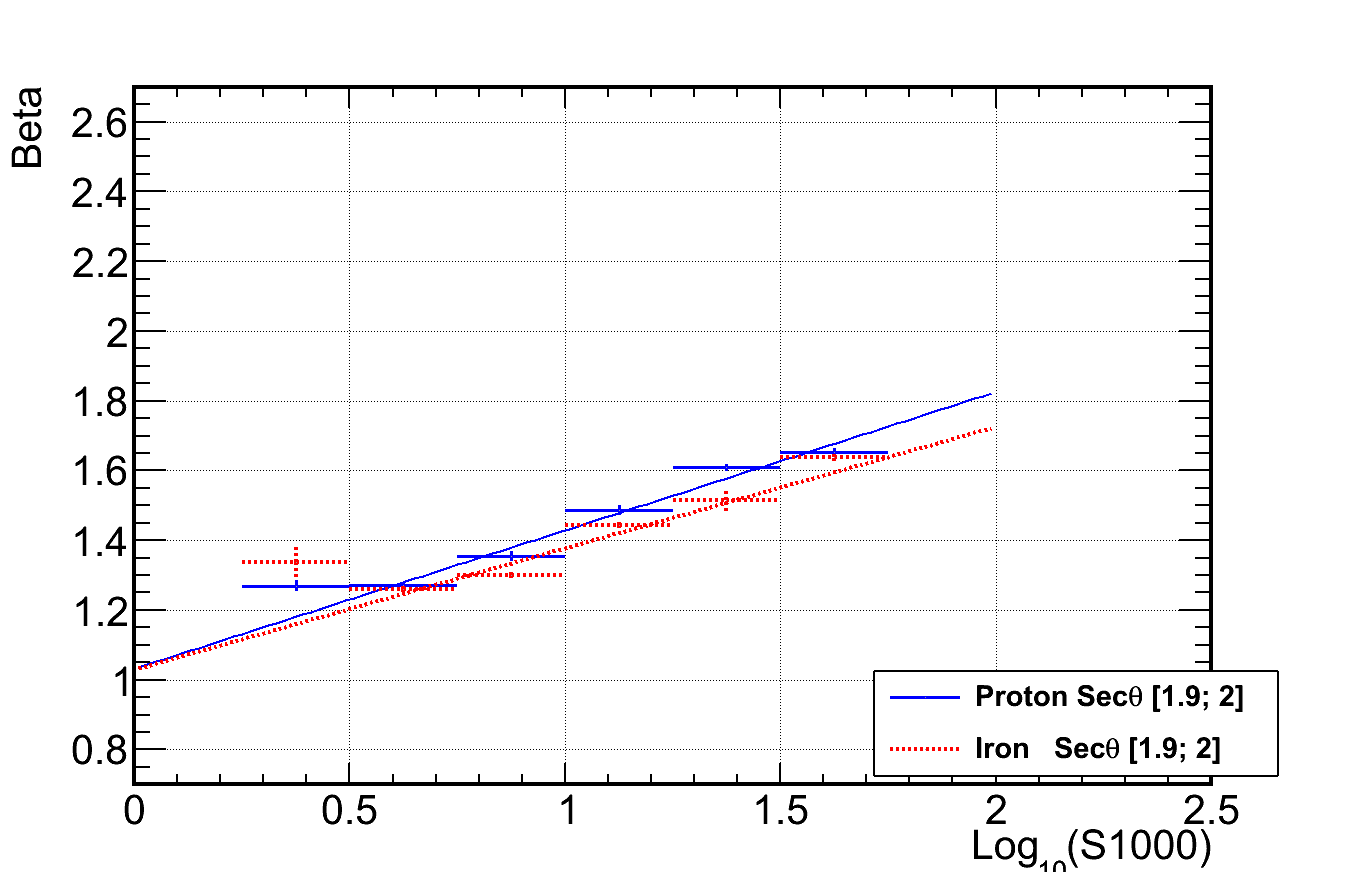 Beta
2.6
2.4
2.2
2
1.8
1.6
1.4
1.2
1
0.8
Proton Secθ [1.9; 2]
Iron Secθ [1.9; 2]
0 0.5 1 1.5 2 2.5
Log10(S1000)